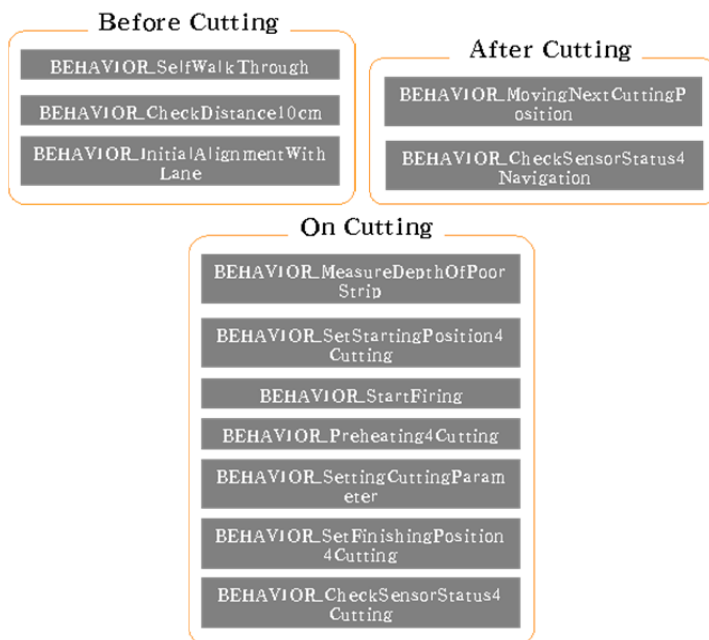 Before Cutting
BEHAVIOR_SelfWalkThrough
BEHAVIOR_CheckDistance10cm
BEHAVIOR_InitialAlignmentWith
Lane
After Cutting
BEHAVIOR_MovingNextCuttingP
osition
BEHAVIOR_CheckSensorStatus4
Navigation
On Cutting
BEHAVIOR_MeasureDepthOfPoor
Strip
BEHAVIOR_SetStartingPosition4
Cutting
BEHAVIOR_StartFiring
BEHAVIOR_Preheating4Cutting
BEHAVIOR_SettingCuttingParam
eter
BEHAVIOR_SetFinishingPosition
4Cutting
BEHAVIOR_CheckSensorStatus4
Cutting